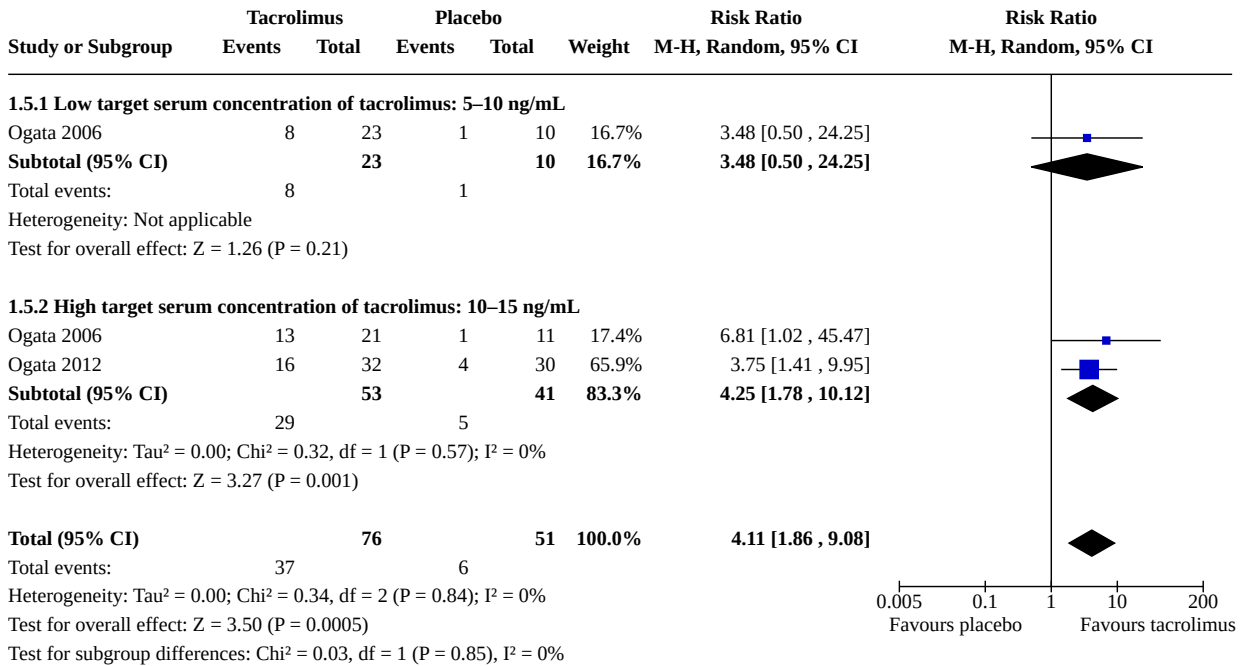 Tacrolimus Placebo Risk Ratio Risk Ratio
Study or Subgroup Events Total Events Total Weight M-H, Random, 95% CI M-H, Random, 95% CI
1.5.1 Low target serum concentration of tacrolimus: 5–10 ng/mL
Ogata 2006 8 23 1 10 16.7% 3.48 [0.50 , 24.25]
Subtotal (95% CI) 23 10 16.7% 3.48 [0.50 , 24.25]
Total events: 8 1
Heterogeneity: Not applicable
Test for overall effect: Z = 1.26 (P = 0.21)
1.5.2 High target serum concentration of tacrolimus: 10–15 ng/mL
Ogata 2006 13 21 1 11 17.4% 6.81 [1.02 , 45.47]
Ogata 2012 16 32 4 30 65.9% 3.75 [1.41 , 9.95]
Subtotal (95% CI) 53 41 83.3% 4.25 [1.78 , 10.12]
Total events: 29 5
Heterogeneity: Tau² = 0.00; Chi² = 0.32, df = 1 (P = 0.57); I² = 0%
Test for overall effect: Z = 3.27 (P = 0.001)
Total (95% CI) 76 51 100.0% 4.11 [1.86 , 9.08]
Total events: 37 6
Heterogeneity: Tau² = 0.00; Chi² = 0.34, df = 2 (P = 0.84); I² = 0%
0.005 0.1 1 10 200
Test for overall effect: Z = 3.50 (P = 0.0005)
Favours placebo Favours tacrolimus
Test for subgroup differences: Chi² = 0.03, df = 1 (P = 0.85), I² = 0%